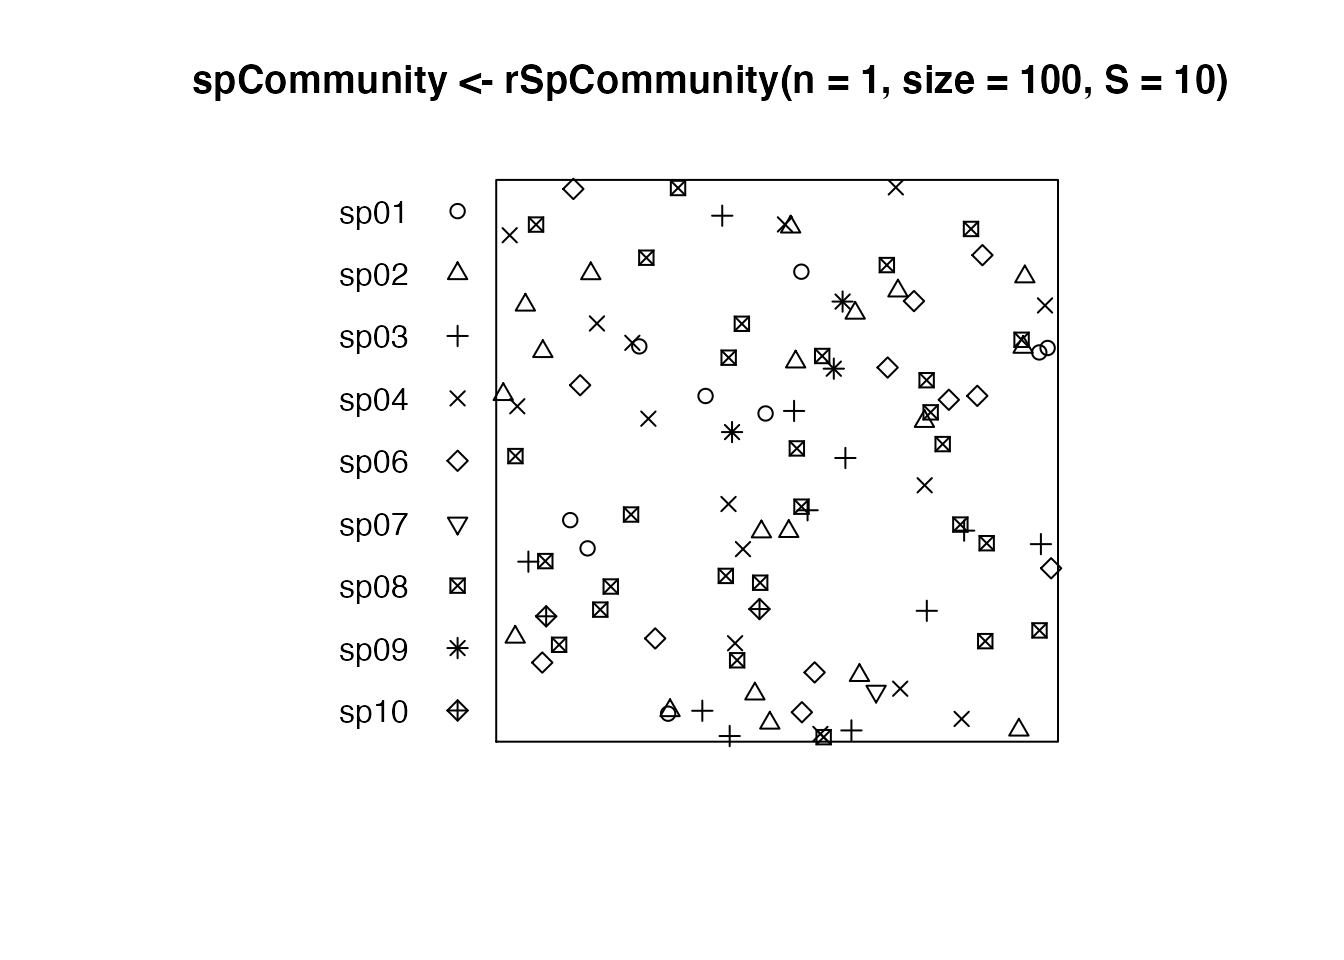 spCommunity <- rSpCommunity(n = 1, size = 100, S = 10)
sp01
sp02
sp03
sp04
sp06
sp07
sp08
sp09
sp10